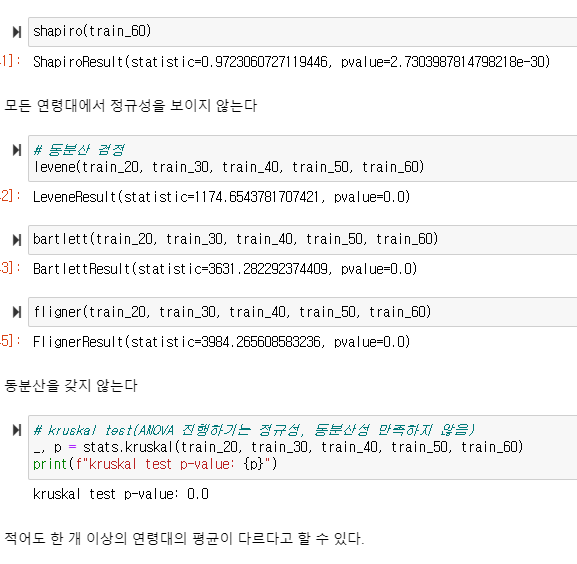 shapiro(train_60)
1]: ShapiroResult(statistic=0.9723060727119446, pvalue=2.7303987814798218e-30)
모든 연령대에서 정규성을 보이지 않는다
# 등분산 검정
levene(train_20, train_30, train_40, train_50, train_60)
2]: LeveneResult(statistic=1174.6543781707421, pvalue=0.0)
bartlett(train_20, train_30, train_40, train_50, train_60)
3]: BartlettResult(statistic=3631.282292374409, pvalue=0.0)
fligner(train_20, train_30, train_40, train_50, train_60)
5]: FlignerResult(statistic=3984.265608583236, pvalue=0.0)
동분산을 갖지 않는다
# kruskal test(ANOVA 진행하기는 정규성, 등분산성 만족하지 않음)
_, p = stats.kruskal(train_20, train_30, train_40, train_50, train_60)
print(f"kruskal test p-value: {p}")
kruskal test p-value: 0.0
적어도 한 개 이상의 연령대의 평균이 다르다고 할 수 있다.